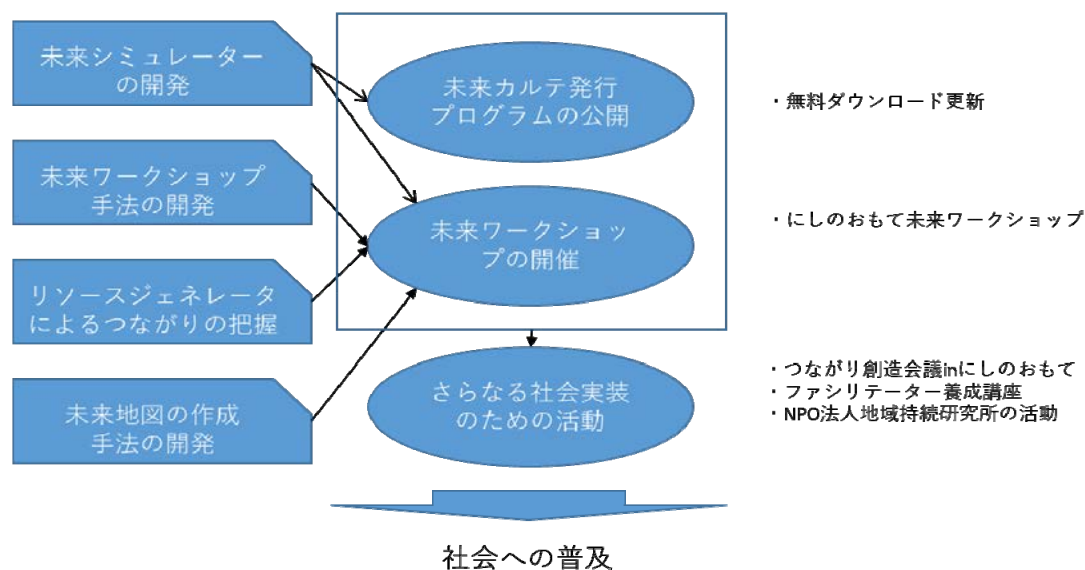 未来シミュレーター
の開発
未来ワークショップ
手法の開発
リソースジェネレータ
によるつながりの把握
未来地図の作成
手法の開発
未来カルテ発行
プログラムの公開
未来ワークショッ
プの開催
さらなる社会実装
のための活動
・無料ダウンロード更新
・にしのおもて未来ワークショップ
・つながり創造会議inにしのおもて
・ファシリテーター養成講座
・NPO法人地域持続研究所の活動
社会への普及